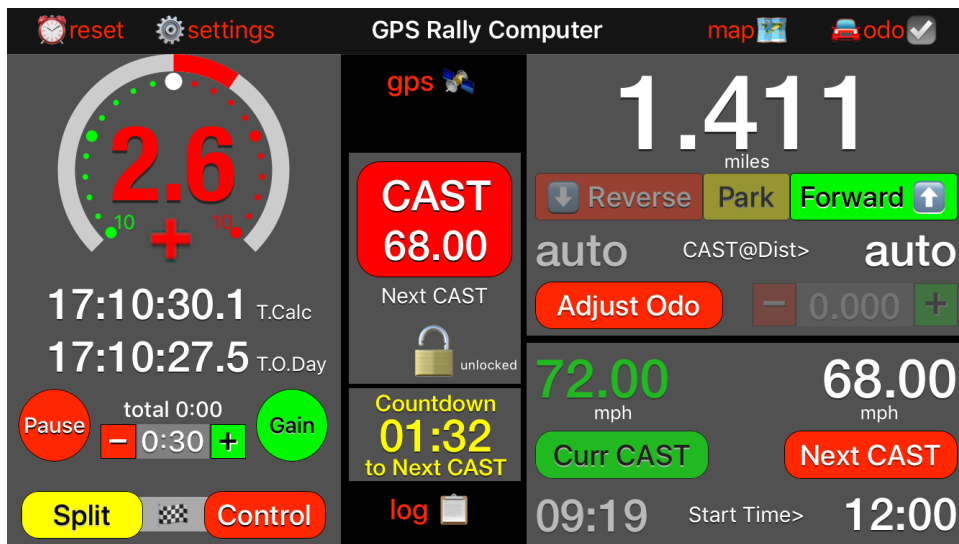 reset settings GPS Rally Computer map odo
2.6
10 + 10
17:10:30.1 T.Calc
17:10:27.5 T.O.Day
Pause total 0:00 Gain
− 0:30 +
Split Control
gps
CAST
68.00
Next CAST
unlocked
Countdown
01:32
to Next CAST
log
1.411
miles
Reverse Park Forward
auto CAST@Dist> auto
Adjust Odo − 0.000 +
72.00 68.00
mph mph
Curr CAST Next CAST
09:19 Start Time> 12:00